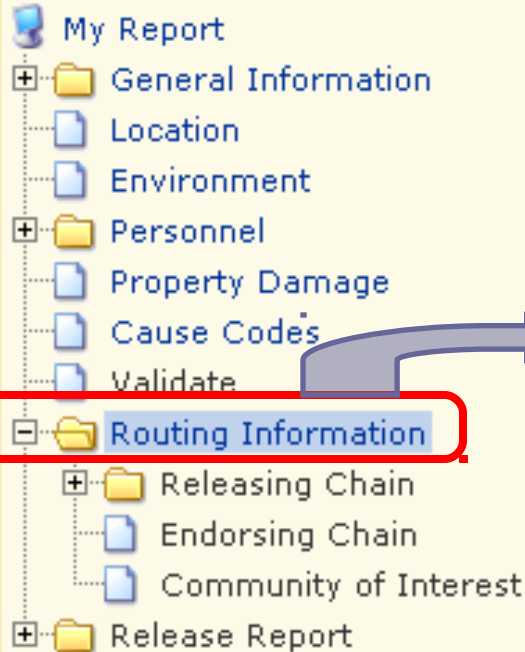 My Report
General Information
Location
Environment
Personnel
Property Damage
Cause Codes
Validate
Routing Information
Releasing Chain
Endorsing Chain
Community of Interest
Release Report